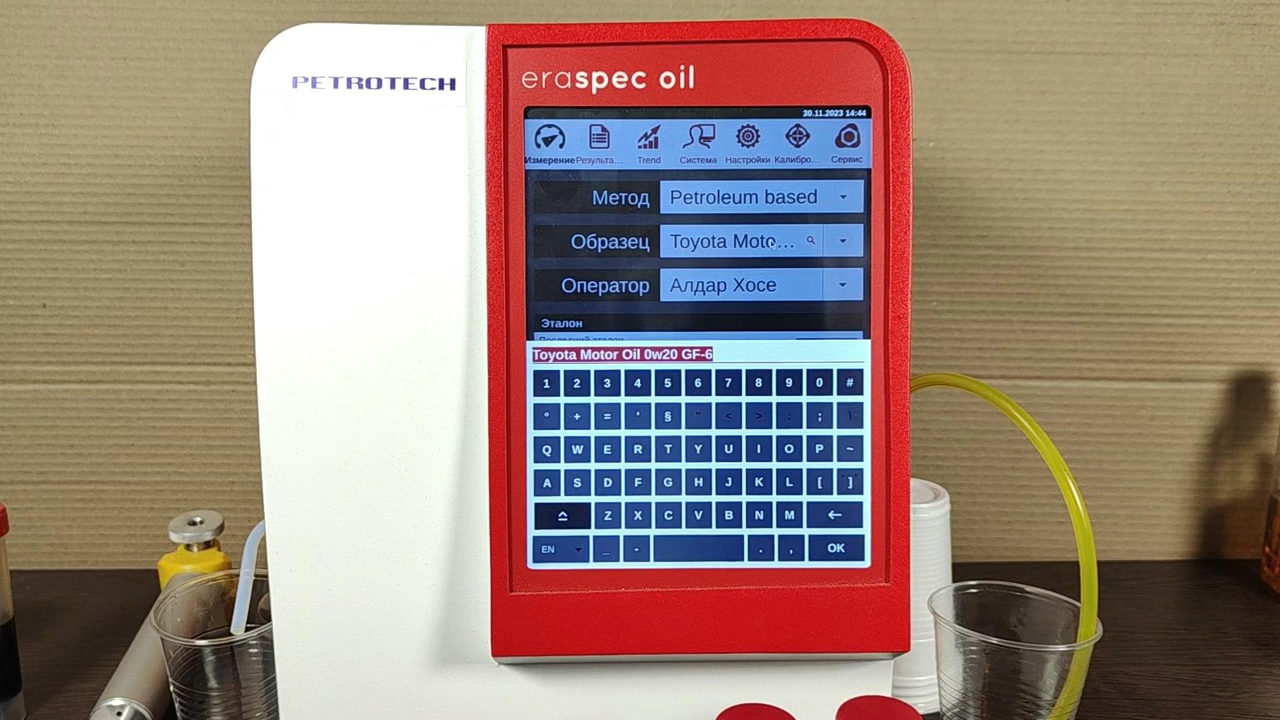 PETROTECH
eraspec oil
30.11.2023 14:44
Измерение Результа... Trend Система Настройки Калибро... Сервис
Метод Petroleum based
Образец Toyota Moto...
Оператор Алдар Хосе
Эталон
Последний эталон
Toyota Motor Oil 0w20 GF-6
1 2 3 4 5 6 7 8 9 0 #
° + = ' § " < > : ; \
Q W E R T Y U I O P ~
A S D F G H J K L [ ]
Z X C V B N M ←
EN _ - . , OK